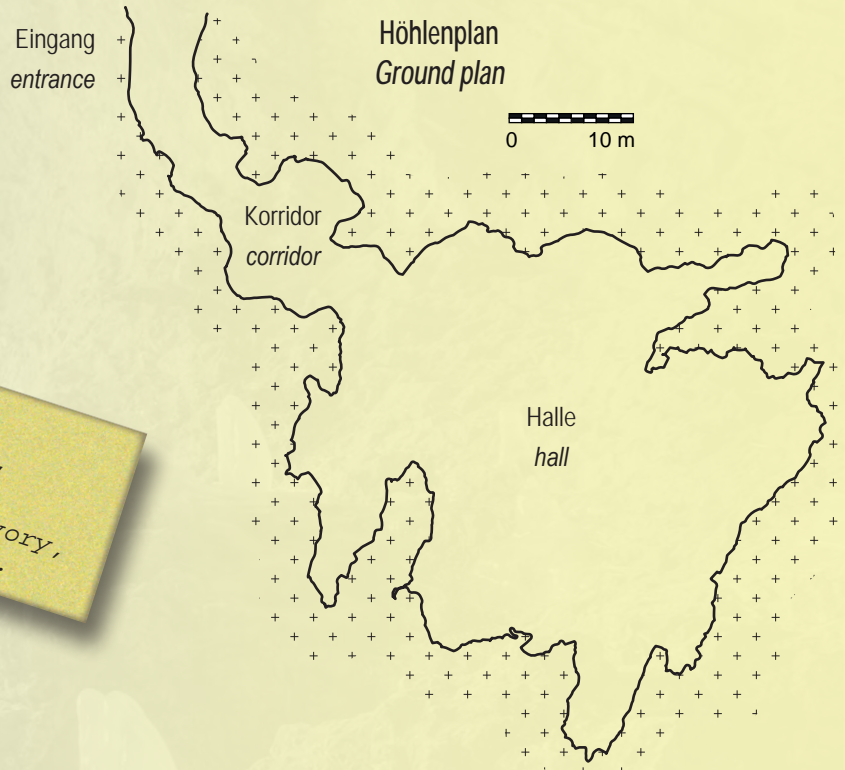 Höhlenplan
Ground plan
Eingang
entrance
0 10 m
Korridor
corridor
Halle
hall